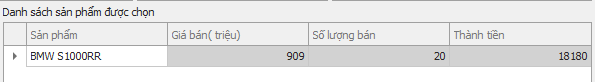 Danh sách sản phẩm được chọn
Sản phẩm Giá bán( triệu) Số lượng bán Thành tiền
BMW S1000RR 909 20 18180